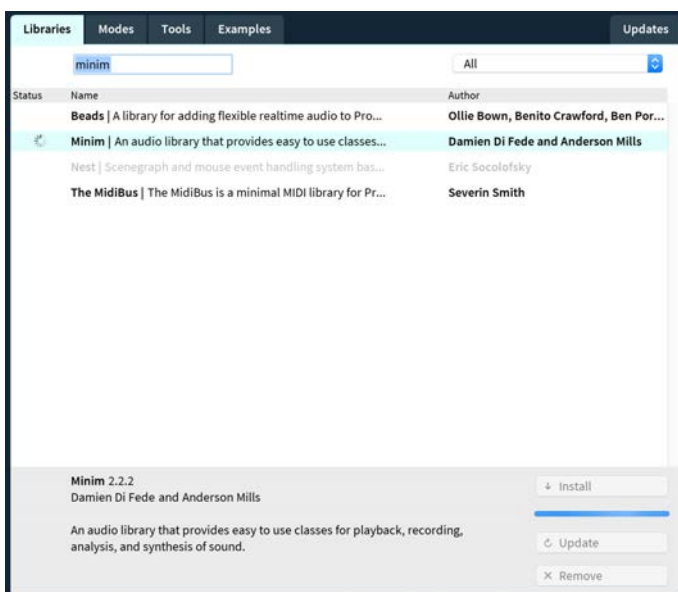 Libraries Modes Tools Examples Updates
minim All
Status Name Author
Beads | A library for adding flexible realtime audio to Pro... Ollie Bown, Benito Crawford, Ben Por...
Minim | An audio library that provides easy to use classes... Damien Di Fede and Anderson Mills
Nest | Scenegraph and mouse event handling system bas... Eric Socolofsky
The MidiBus | The MidiBus is a minimal MIDI library for Pr... Severin Smith
Minim 2.2.2
Damien Di Fede and Anderson Mills
Install
An audio library that provides easy to use classes for playback, recording,
analysis, and synthesis of sound.
Update
Remove